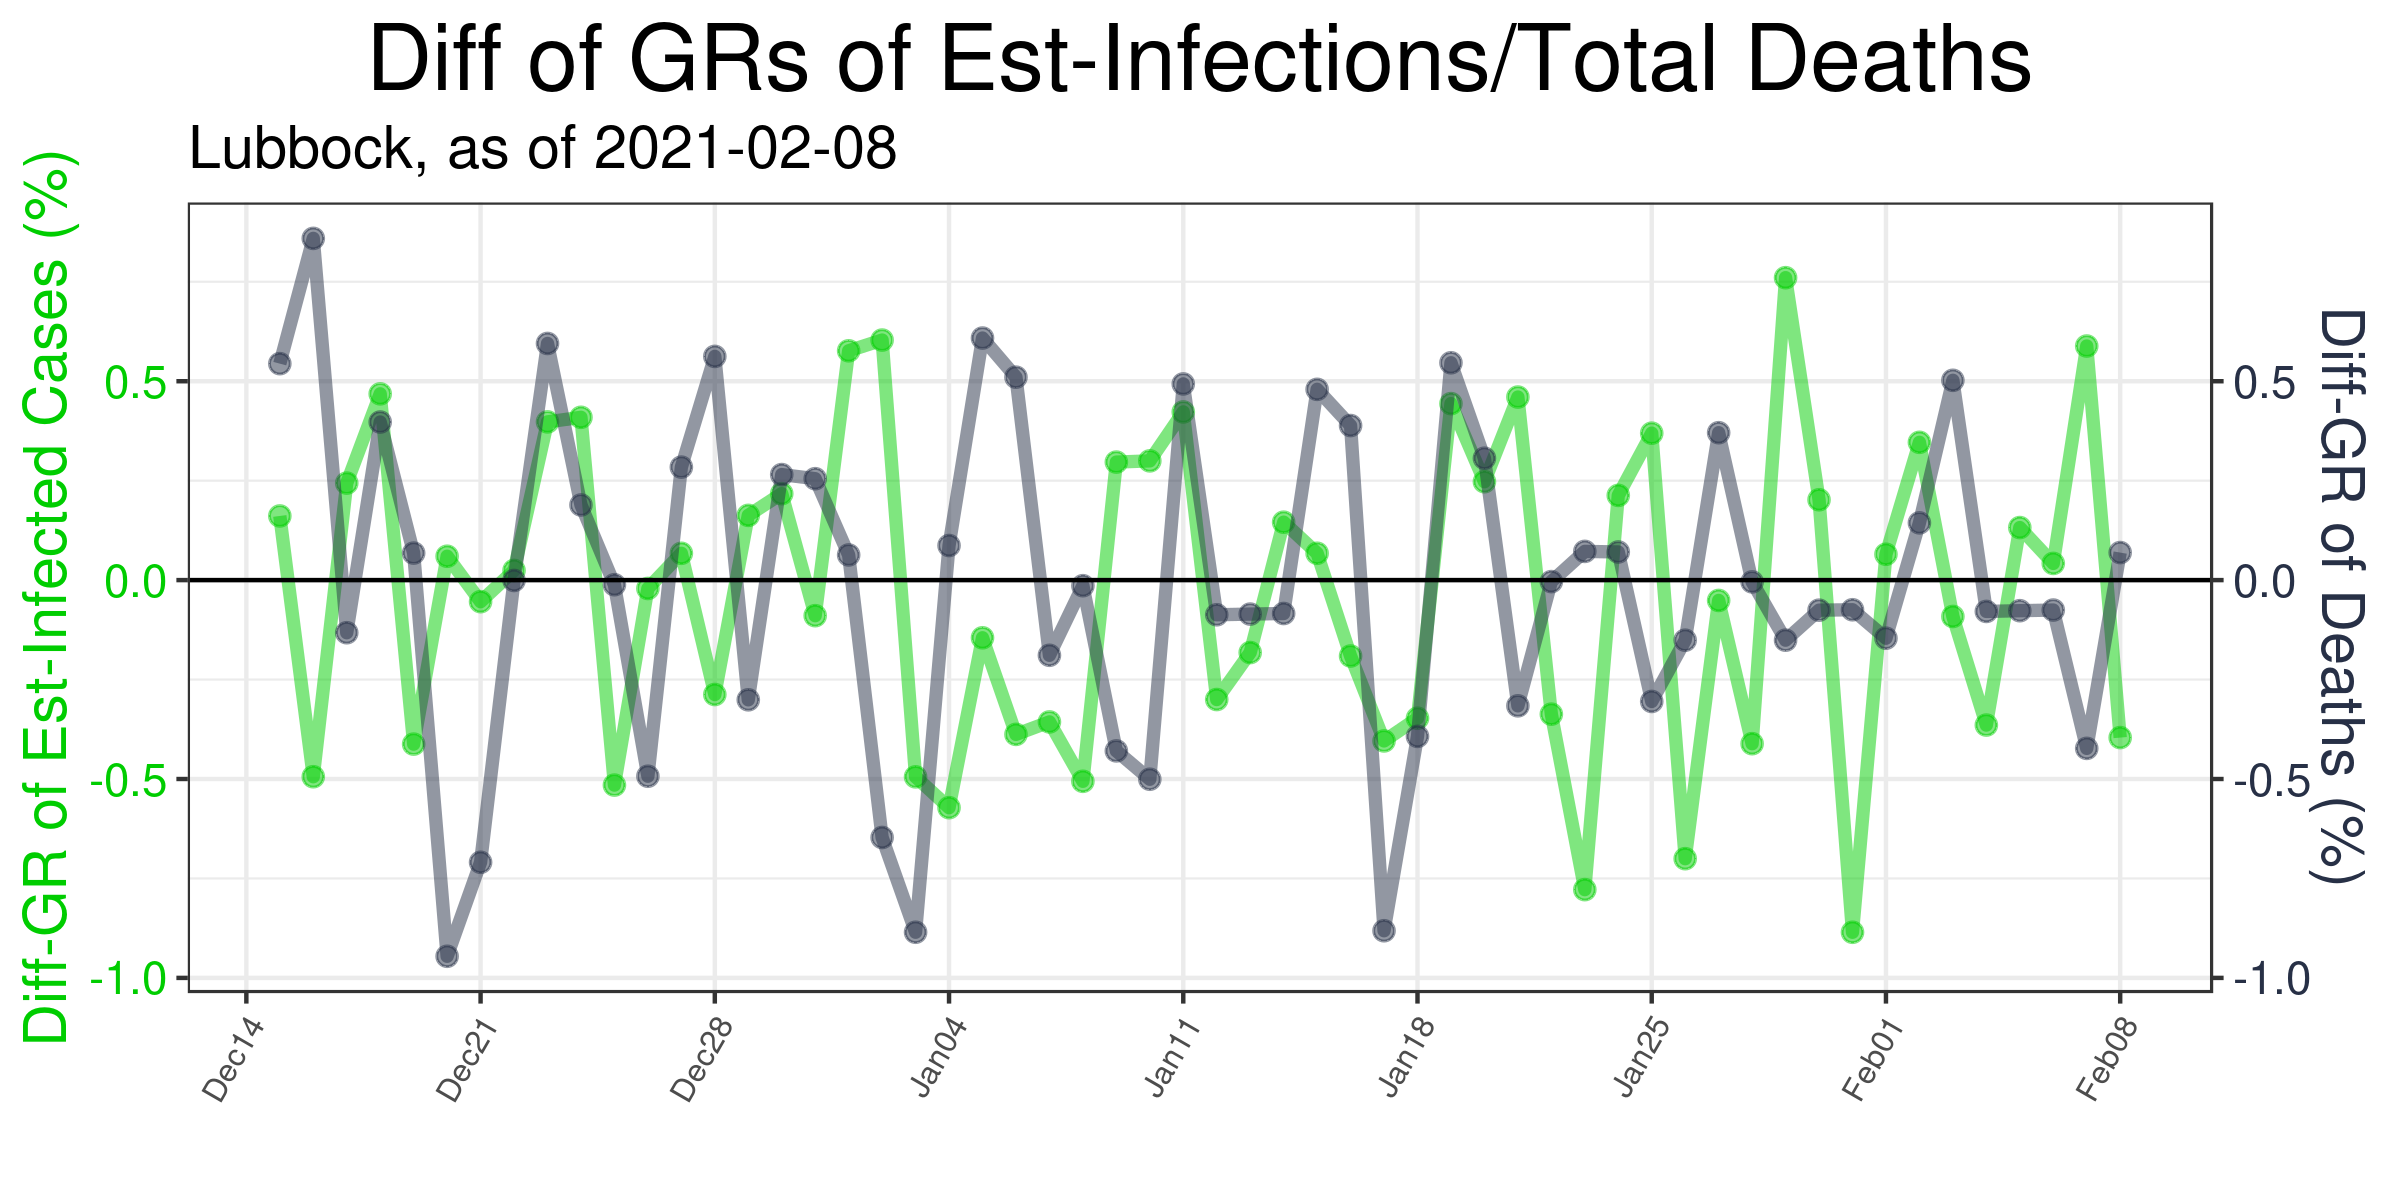 Diff of GRs of Est-Infections/Total Deaths
Lubbock, as of 2021-02-08
Diff-GR of Est-Infected Cases (%)
0.5
0.0
-0.5
-1.0
0.5
0.0
-0.5
-1.0
Diff-GR of Deaths (%)
Dec14
Dec21
Dec28
Jan04
Jan11
Jan18
Jan25
Feb01
Feb08